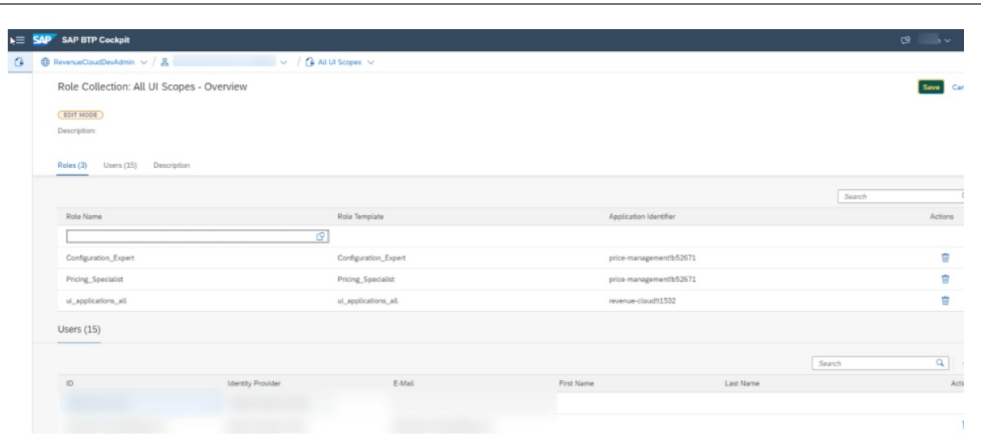 SAP SAP BTP Cockpit
RevenueCloudDevAdmin / / All UI Scopes
Role Collection: All UI Scopes - Overview
Save Can
EDIT MODE
Description:
Roles (3) Users (15) Description
Search
Role Name Role Template Application Identifier Actions
Configuration_Expert Configuration_Expert price-management!b52671
Pricing_Specialist Pricing_Specialist price-management!b52671
ui_applications_all ui_applications_all revenue-cloud!t1532
Users (15)
Search
ID Identity Provider E-Mail First Name Last Name Acti